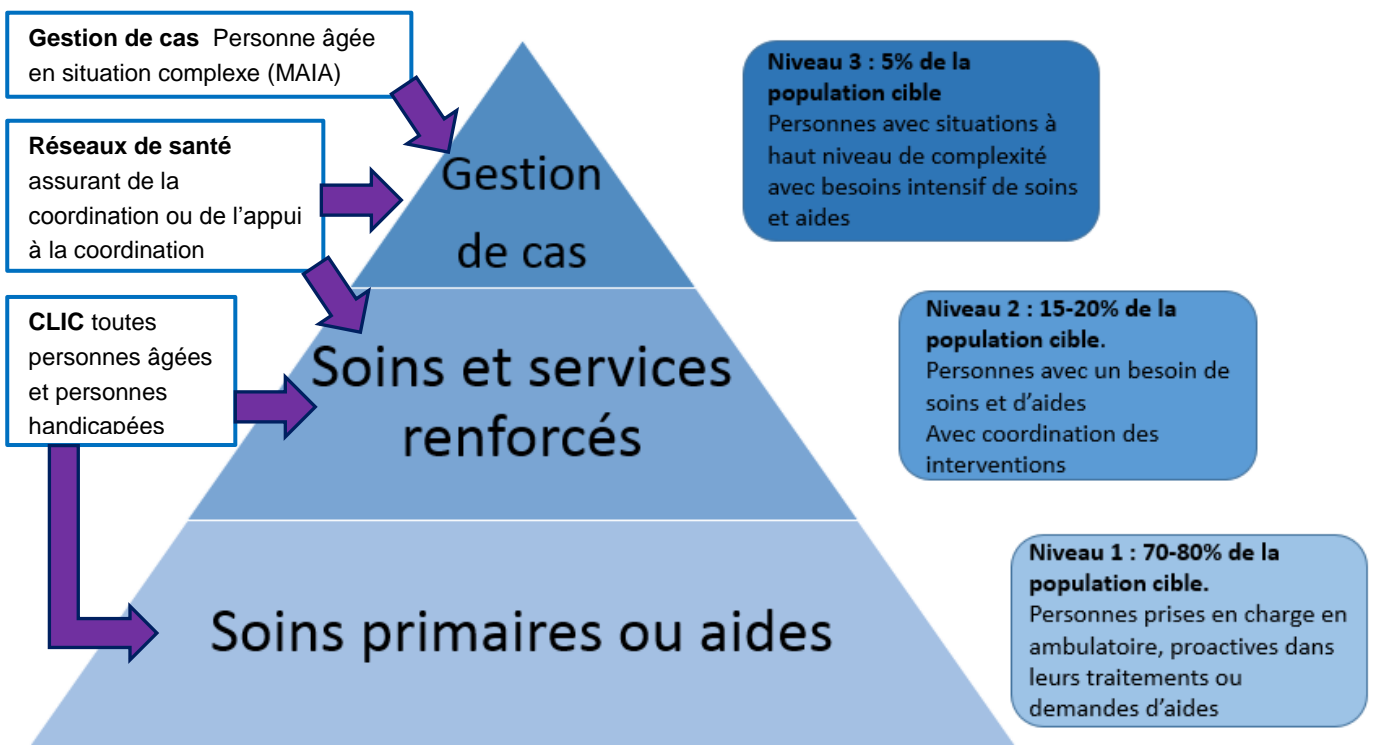 Gestion de cas Personne âgée
en situation complexe (MAIA)
Réseaux de santé
assurant de la
coordination ou de l'appui
à la coordination
CLIC toutes
personnes âgées
et personnes
handicapées
Gestion
de cas
Soins et services
renforcés
Soins primaires ou aides
Niveau 3 : 5% de la
population cible
Personnes avec situations à
haut niveau de complexité
avec besoins intensif de soins
et aides
Niveau 2 : 15-20% de la
population cible.
Personnes avec un besoin de
soins et d'aides
Avec coordination des
interventions
Niveau 1 : 70-80% de la
population cible.
Personnes prises en charge en
ambulatoire, proactives dans
leurs traitements ou
demandes d'aides